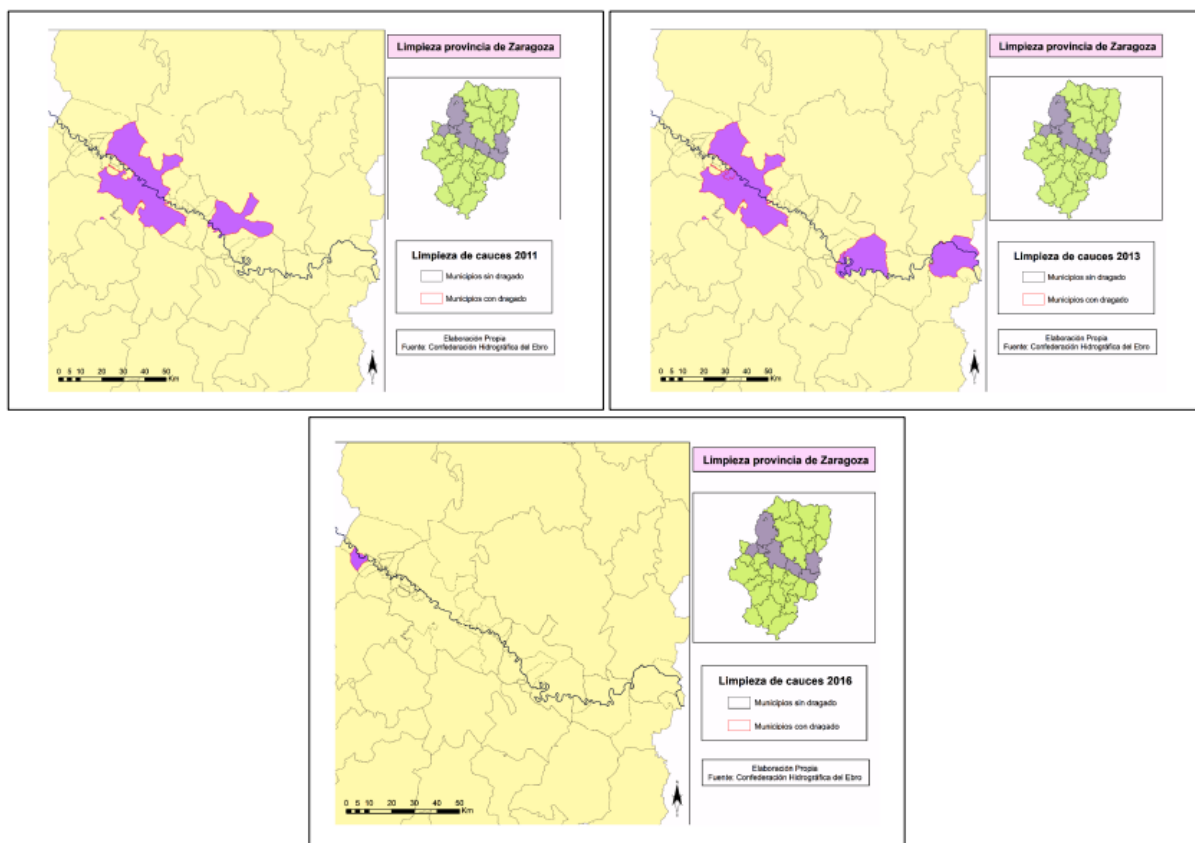 Limpieza provincia de Zaragoza
Limpieza de cauces 2011
Municipios sin dragado
Municipios con dragado
Elaboración Propia
Fuente: Confederación Hidrográfica del Ebro
0 5 10 20 30 40 50
Km
Limpieza provincia de Zaragoza
Limpieza de cauces 2013
Municipios sin dragado
Municipios con dragado
Elaboración Propia
Fuente: Confederación Hidrográfica del Ebro
0 5 10 20 30 40 50
Km
Limpieza provincia de Zaragoza
Limpieza de cauces 2016
Municipios sin dragado
Municipios con dragado
Elaboración Propia
Fuente: Confederación Hidrográfica del Ebro
0 5 10 20 30 40 50
Km